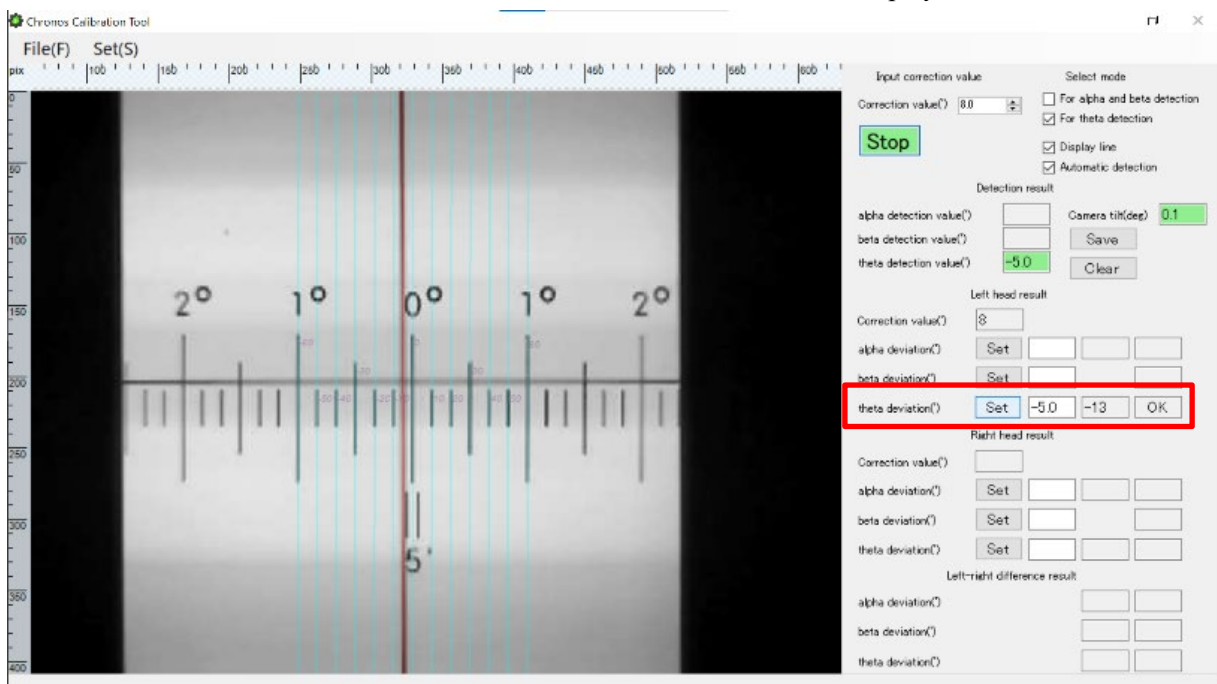 Chronos Calibration Tool
File(F) Set(S)
pix 100 150 200 250 300 350 400 450 500 550 600
0
50
100
150
200
250
300
350
400
2° 1° 0° 1° 2°
60 0 60
30 30
5'
Input correction value
Correction value(') 8.0
Stop
Select mode
For alpha and beta detection
For theta detection
Display line
Automatic detection
Detection result
alpha detection value(')
beta detection value(')
theta detection value(') -5.0
Camera tilt(deg) 0.1
Save
Clear
Left head result
Correction value(') 8
alpha deviation(') Set
beta deviation(') Set
theta deviation(') Set -5.0 -13 OK
Right head result
Correction value(')
alpha deviation(') Set
beta deviation(') Set
theta deviation(') Set
Left-right difference result
alpha deviation(')
beta deviation(')
theta deviation(')